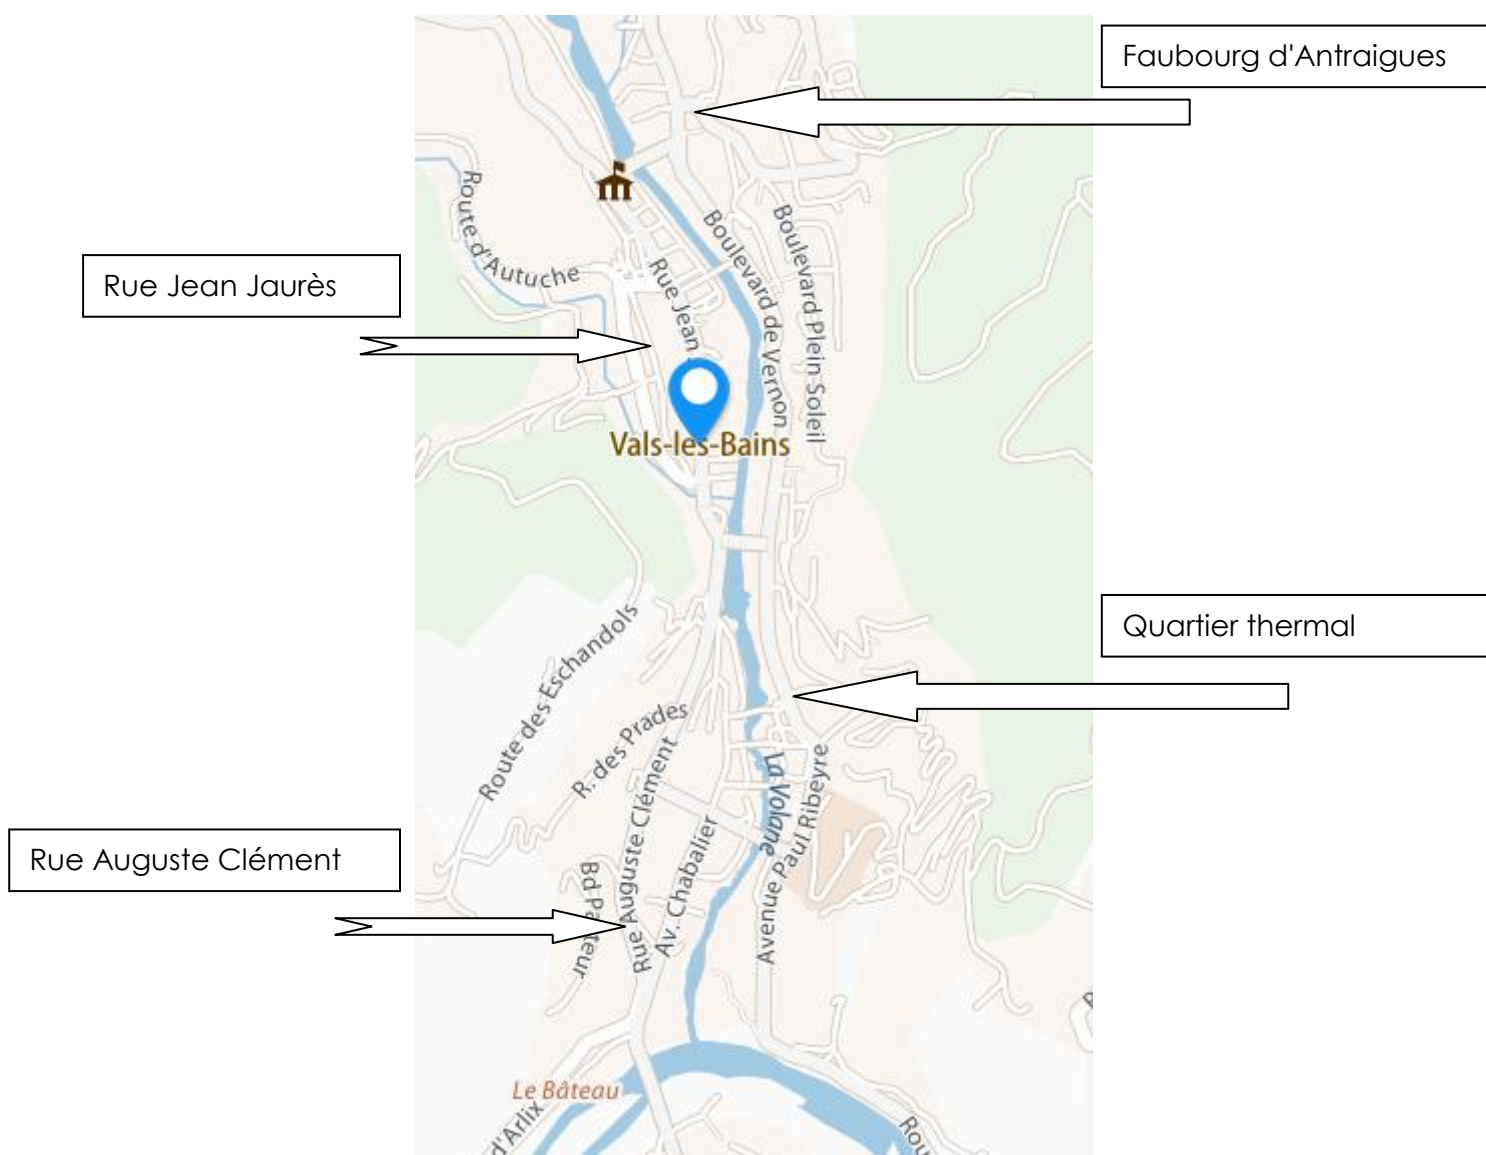 Faubourg d'Antraigues
Route d'Autuche
Boulevard de Vernon
Boulevard Plein Soleil
Rue Jean Jaurès
Rue Jean
Vals-les-Bains
Quartier thermal
Route des Eschandols
R. des Prades
Rue Auguste Clément
La Volane
Avenue Paul Ribeyre
Av. Chabalier
Rue Auguste Clément
Bd Pasteur
Le Bâteau
d'Arlix
Rou